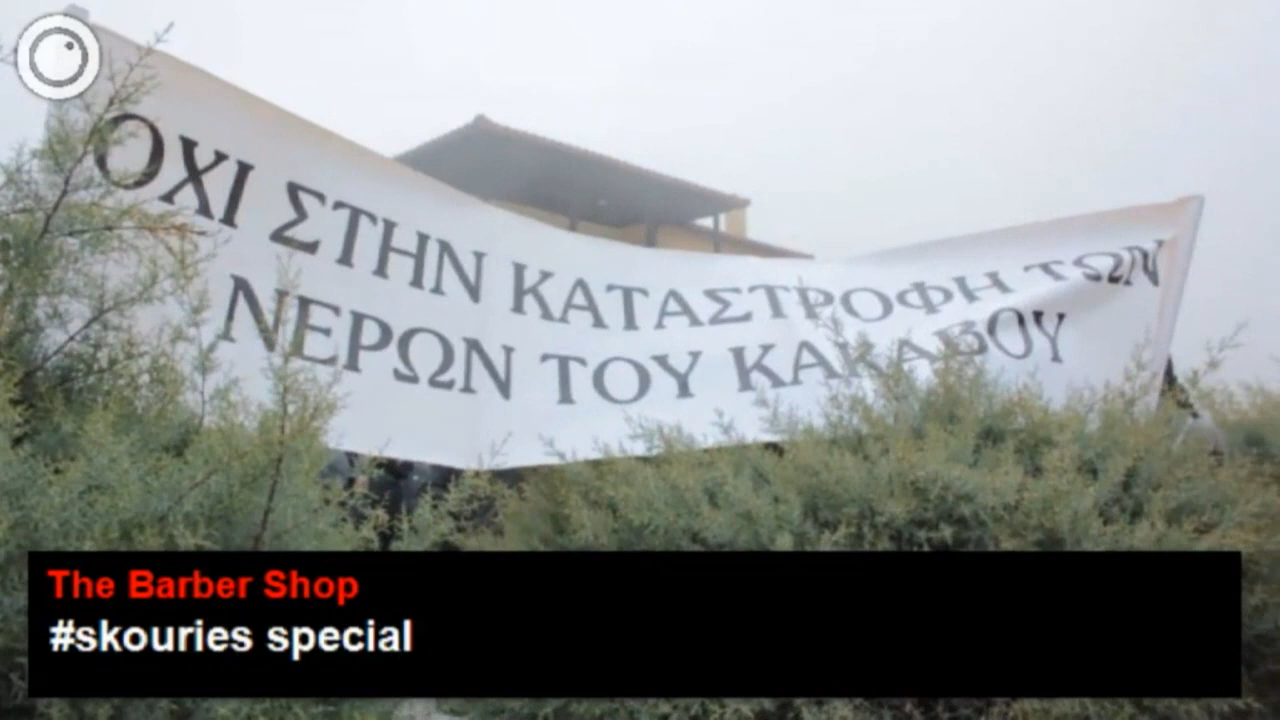 ΟΧΙ ΣΤΗΝ ΚΑΤΑΣΤΡΟΦΗ ΤΩΝ
ΝΕΡΩΝ ΤΟΥ ΚΑΚΑΒΟΥ
The Barber Shop
#skouries special